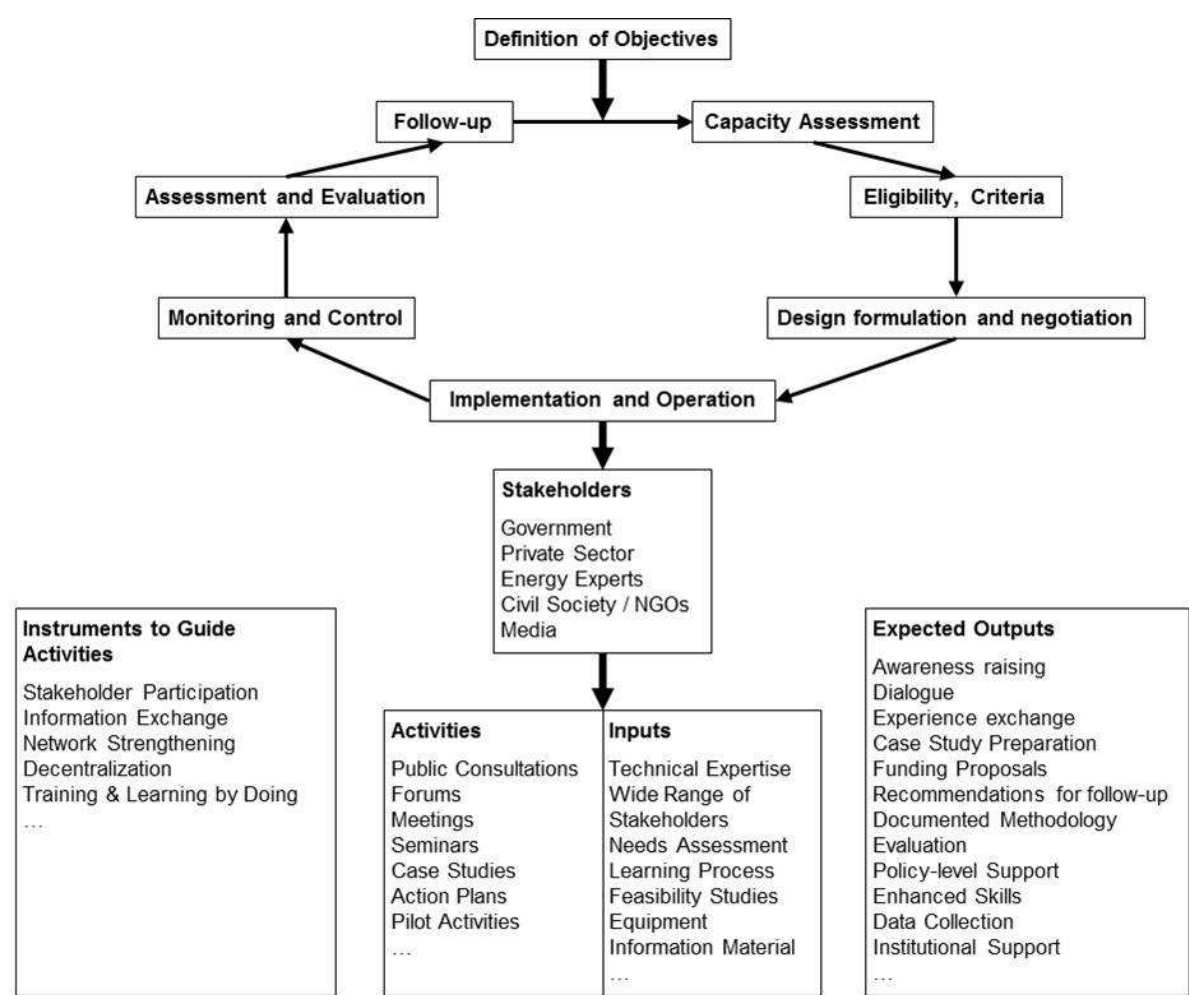 Definition of Objectives
Follow-up
Capacity Assessment
Assessment and Evaluation
Eligibility, Criteria
Monitoring and Control
Design formulation and negotiation
Implementation and Operation
Stakeholders
Government
Private Sector
Energy Experts
Civil Society / NGOs
Media
Instruments to Guide
Activities
Stakeholder Participation
Information Exchange
Network Strengthening
Decentralization
Training & Learning by Doing
…
Activities
Public Consultations
Forums
Meetings
Seminars
Case Studies
Action Plans
Pilot Activities
…
Inputs
Technical Expertise
Wide Range of
Stakeholders
Needs Assessment
Learning Process
Feasibility Studies
Equipment
Information Material
…
Expected Outputs
Awareness raising
Dialogue
Experience exchange
Case Study Preparation
Funding Proposals
Recommendations for follow-up
Documented Methodology
Evaluation
Policy-level Support
Enhanced Skills
Data Collection
Institutional Support
…